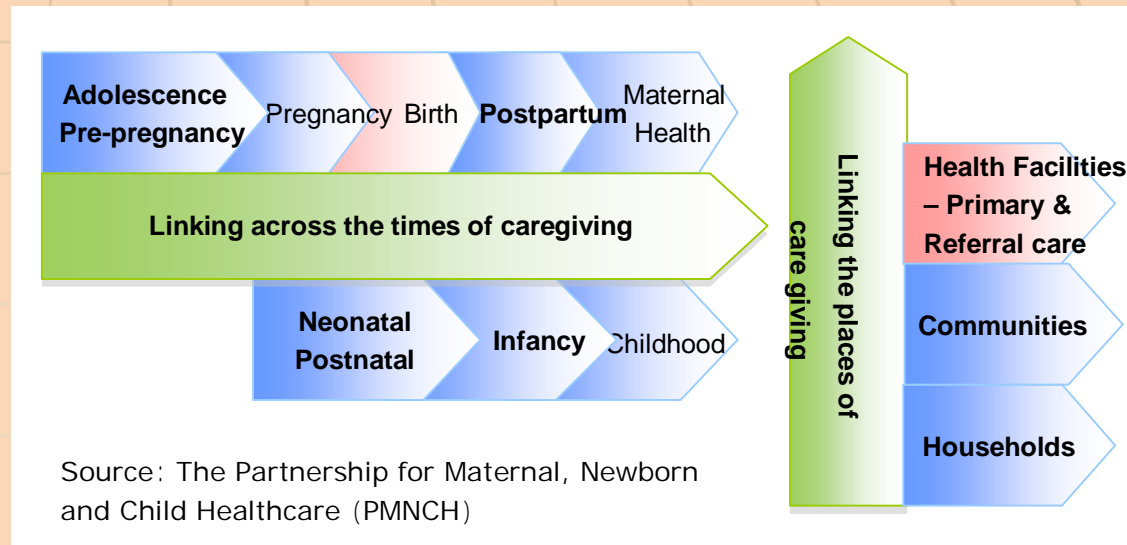 Adolescence
Pre-pregnancy
Pregnancy
Birth
Postpartum
Maternal
Health
Linking across the times of caregiving
Neonatal
Postnatal
Infancy
Childhood
Linking the places of
care giving
Health Facilities
– Primary &
Referral care
Communities
Households
Source: The Partnership for Maternal, Newborn
and Child Healthcare (PMNCH)